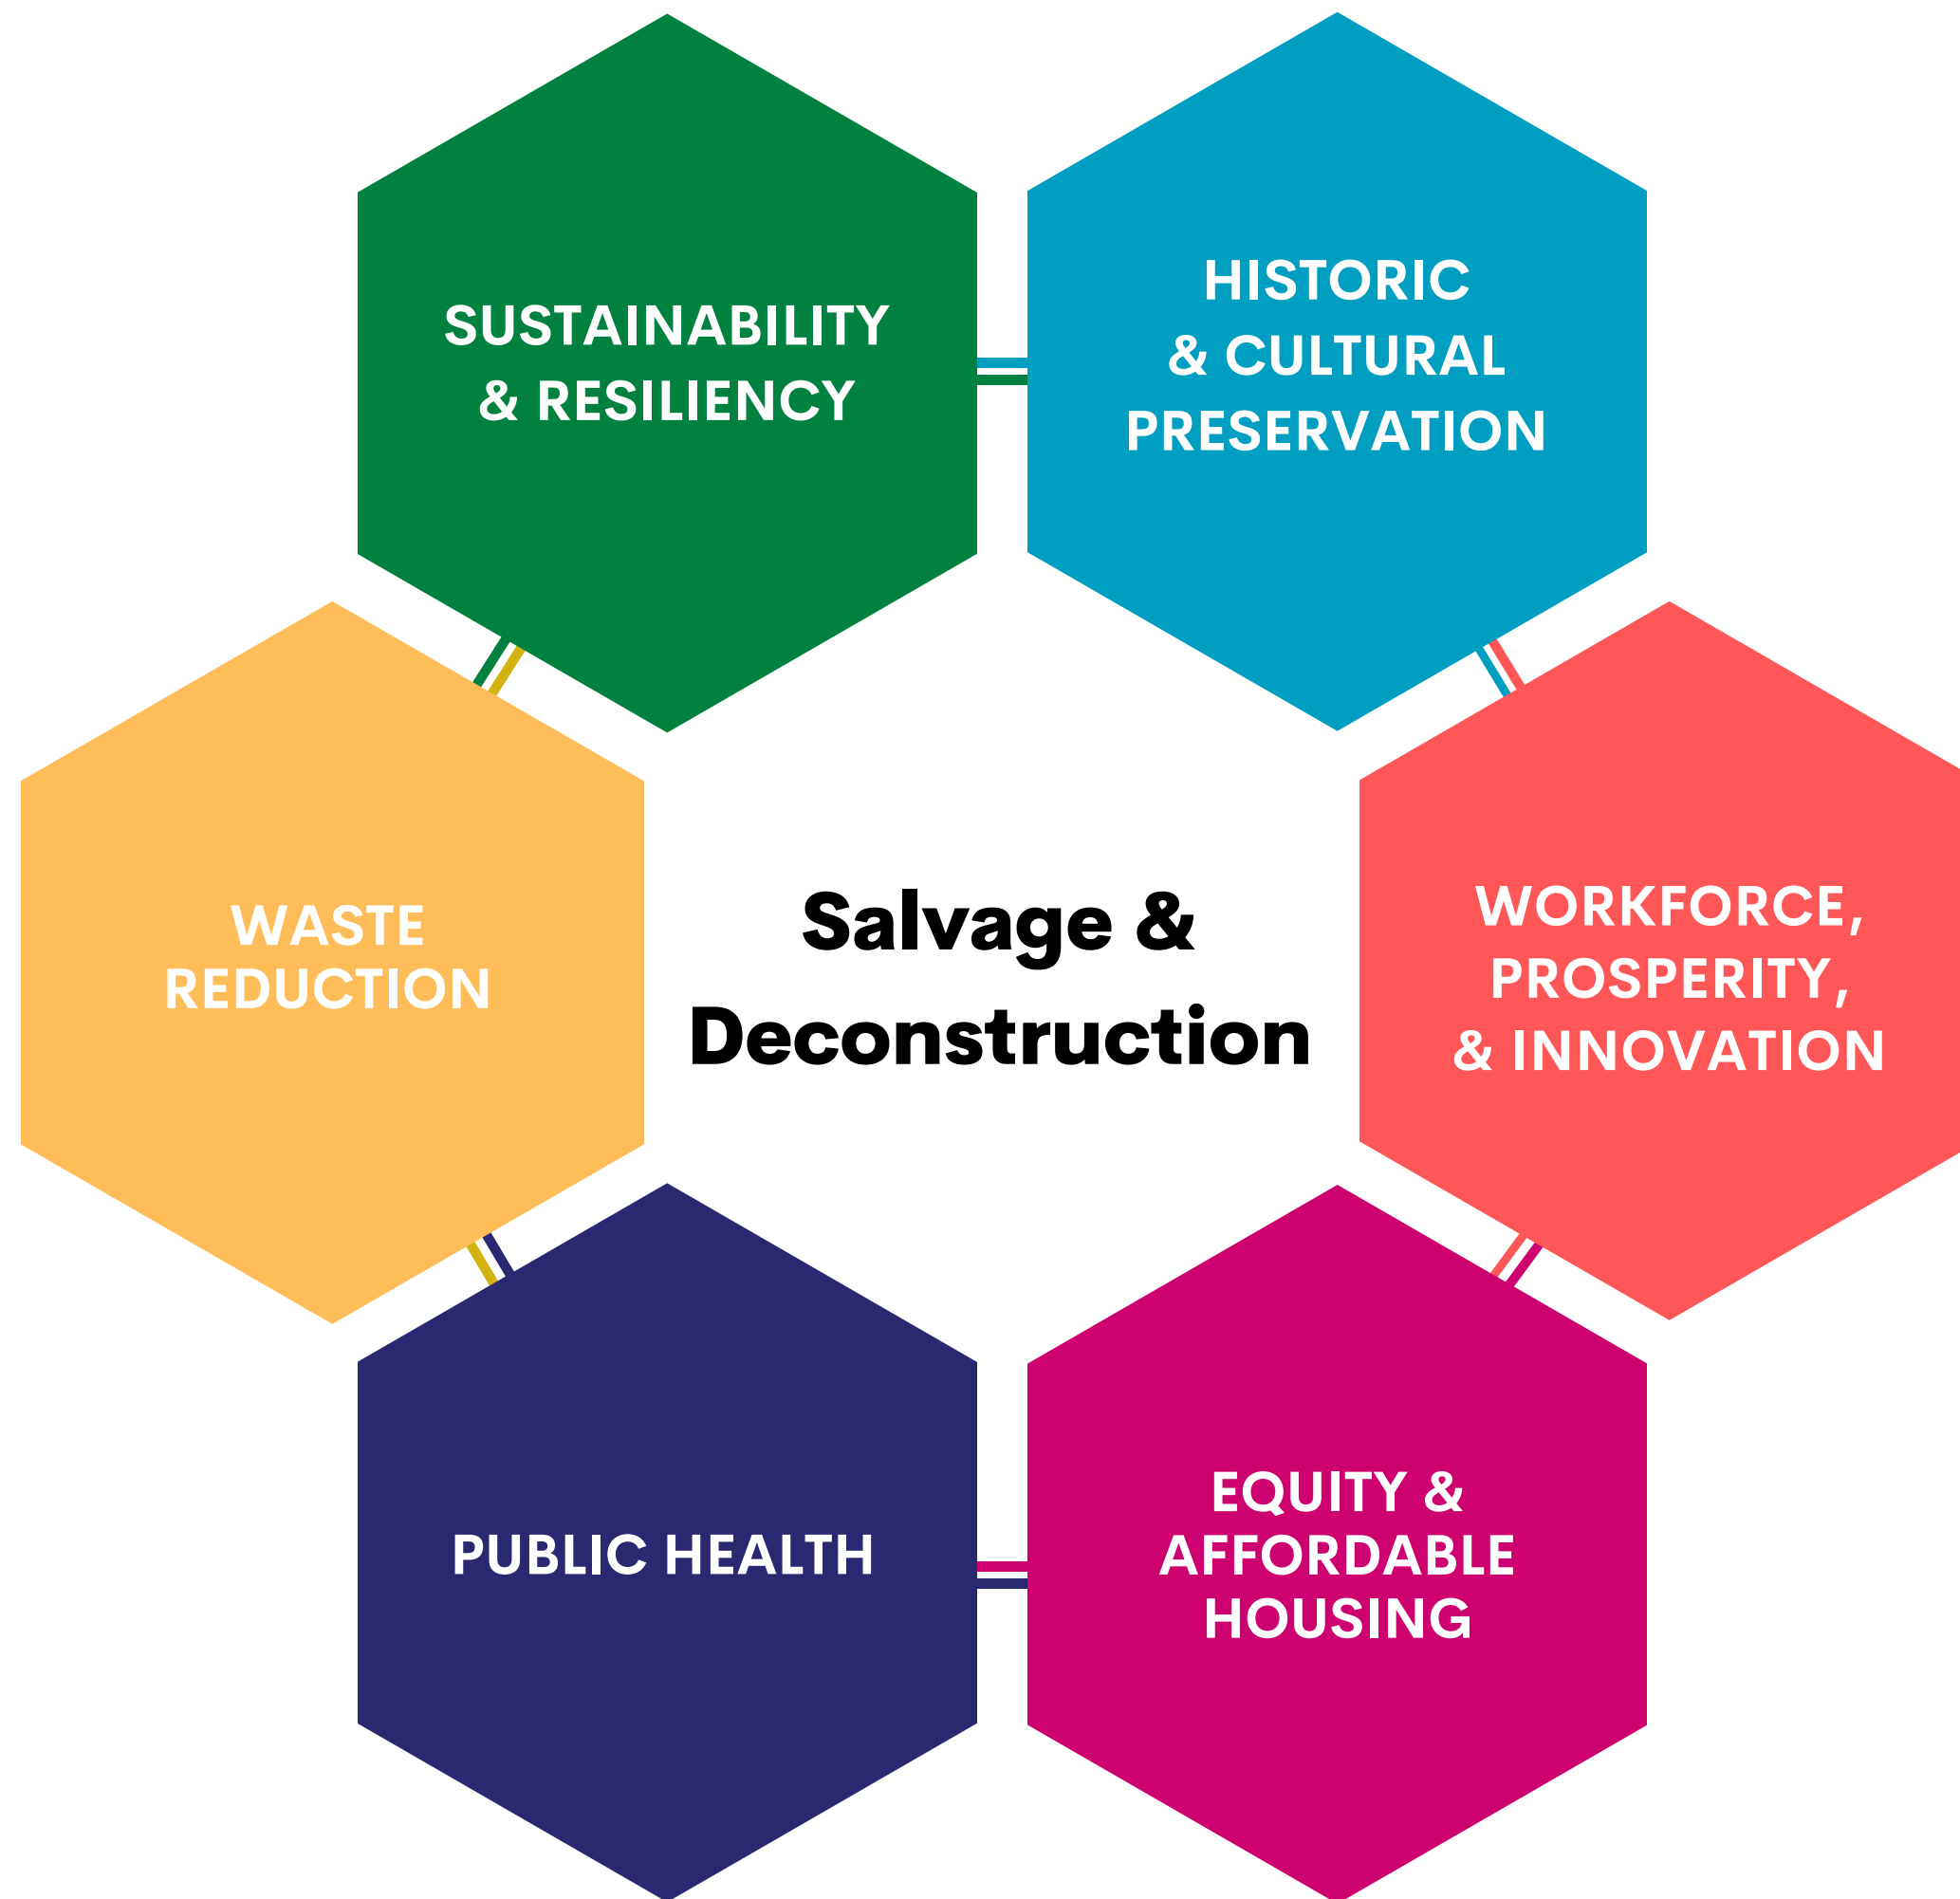 SUSTAINABILITY
& RESILIENCY
HISTORIC
& CULTURAL
PRESERVATION
WASTE
REDUCTION
Salvage &
Deconstruction
WORKFORCE,
PROSPERITY,
& INNOVATION
PUBLIC HEALTH
EQUITY &
AFFORDABLE
HOUSING